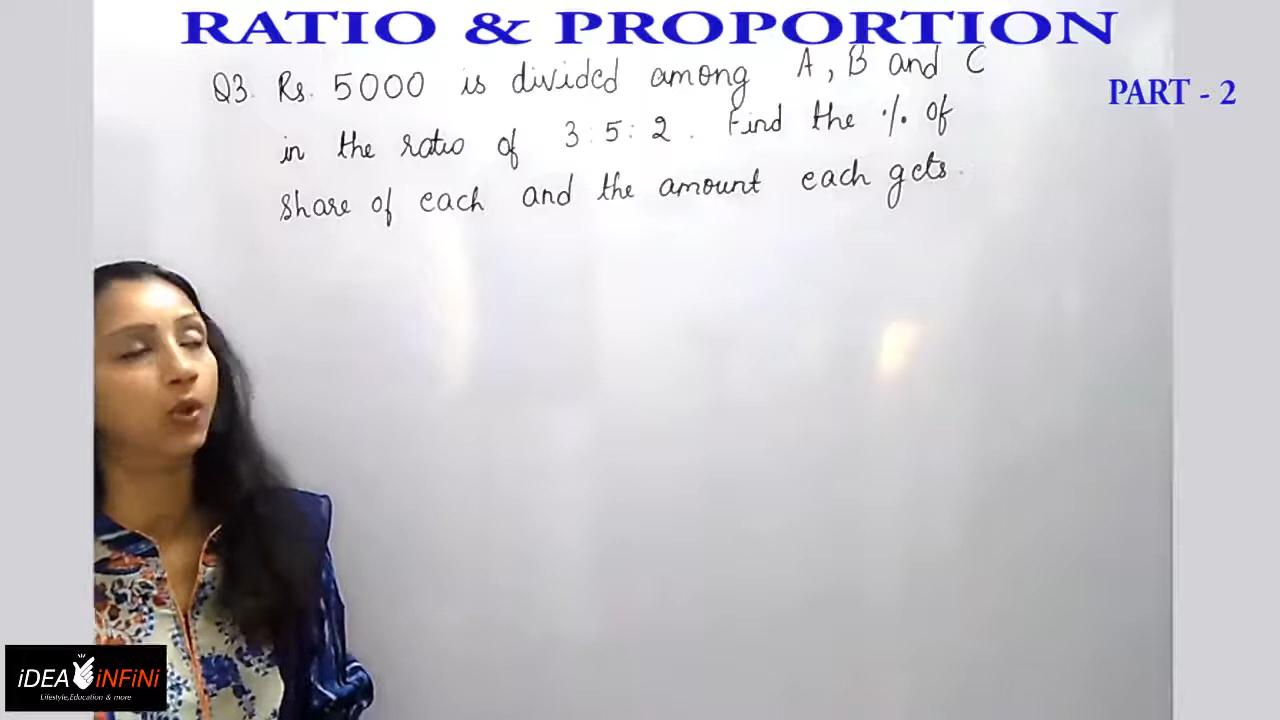 RATIO & PROPORTION
PART - 2
Q3. Rs. 5000 is divided among A, B and C
in the ratio of 3:5:2. Find the % of
share of each and the amount each gets.
iDEA iNFiNi
Lifestyle,Education & more